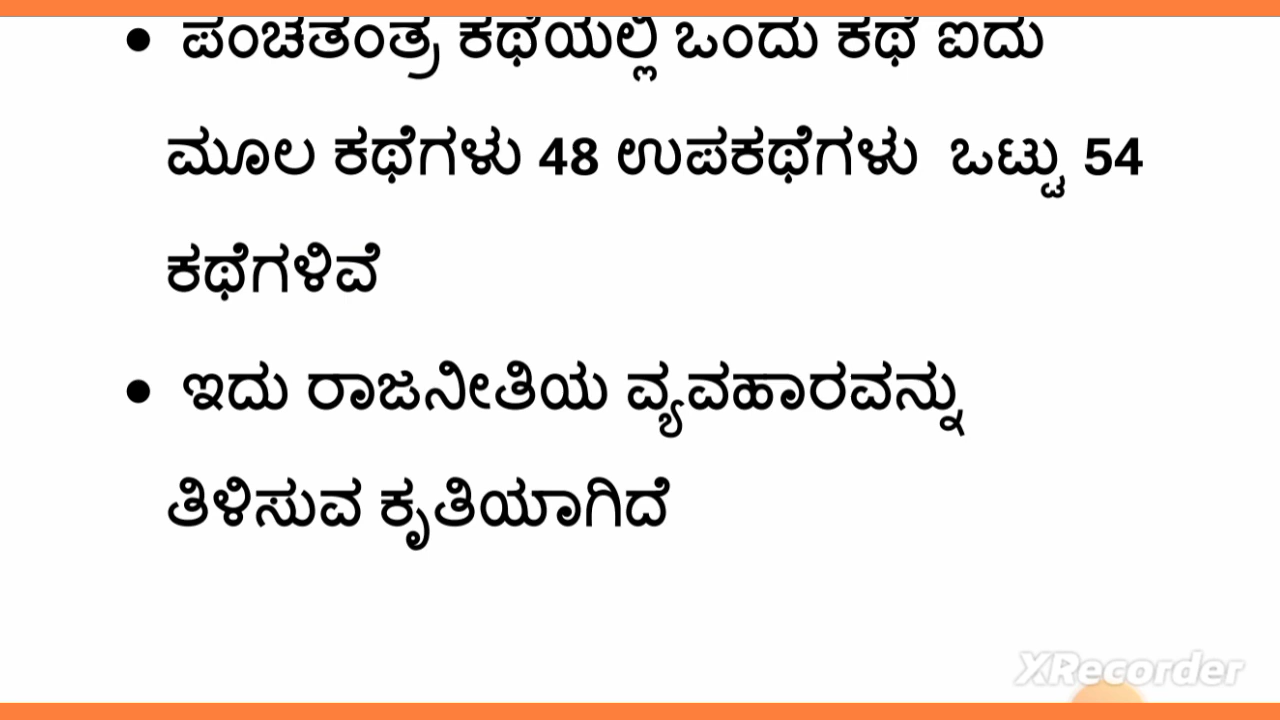 • ಪಂಚತಂತ್ರ ಕಥೆಯಲ್ಲಿ ಒಂದು ಕಥೆ ಐದು
ಮೂಲ ಕಥೆಗಳು 48 ಉಪಕಥೆಗಳು ಒಟ್ಟು 54
ಕಥೆಗಳಿವೆ
• ಇದು ರಾಜನೀತಿಯ ವ್ಯವಹಾರವನ್ನು
ತಿಳಿಸುವ ಕೃತಿಯಾಗಿದೆ
XRecorder